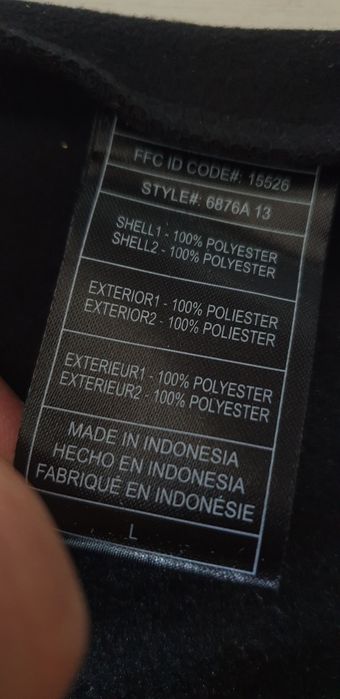 FFC ID CODE#: 15526
STYLE#: 6876A 13
SHELL1 - 100% POLYESTER
SHELL2 - 100% POLYESTER
EXTERIOR1 - 100% POLIESTER
EXTERIOR2 - 100% POLIESTER
EXTERIEUR1 - 100% POLYESTER
EXTERIEUR2 - 100% POLYESTER
MADE IN INDONESIA
HECHO EN INDONESIA
FABRIQUÉ EN INDONÉSIE
L